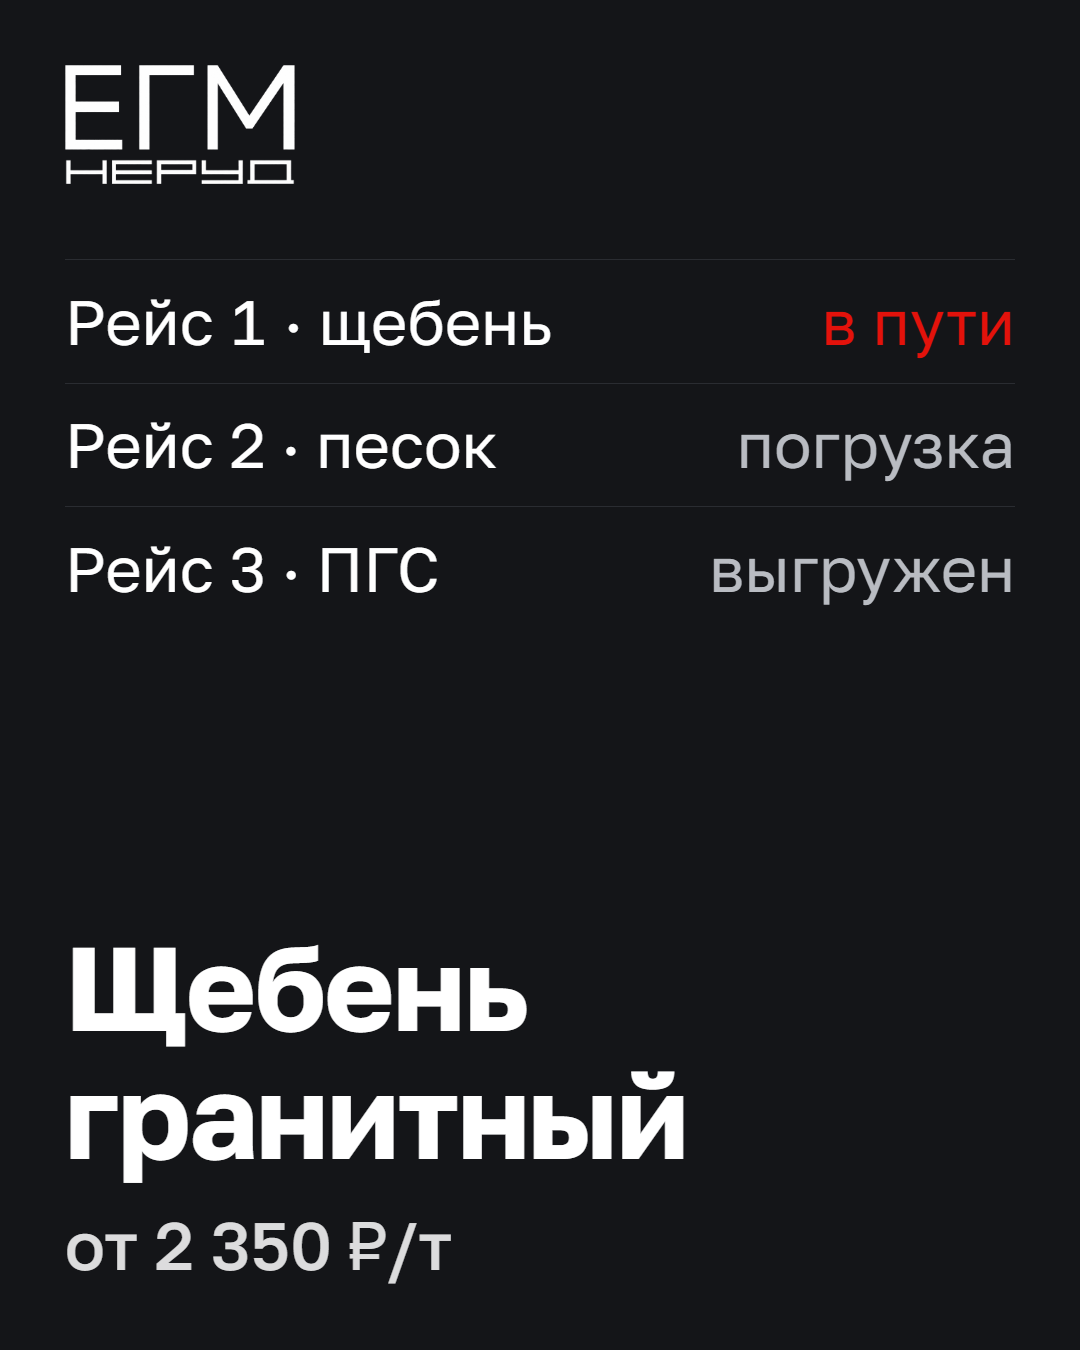 ЕГМ
НЕРУД
Рейс 1 · щебень в пути
Рейс 2 · песок погрузка
Рейс 3 · ПГС выгружен
Щебень
гранитный
от 2 350 ₽/т